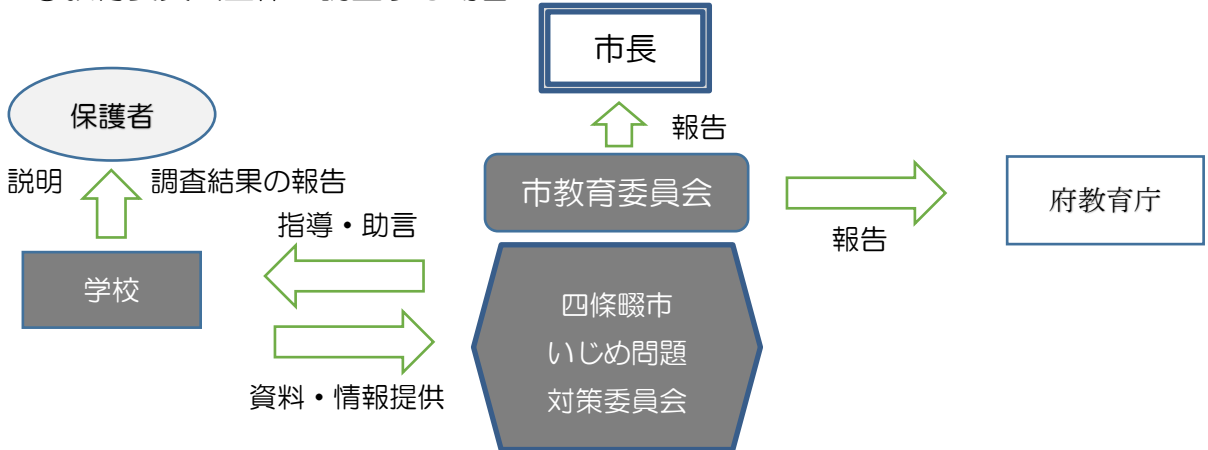 市長
保護者
報告
説明
調査結果の報告
市教育委員会
府教育庁
指導・助言
報告
学校
四條畷市
いじめ問題
対策委員会
資料・情報提供